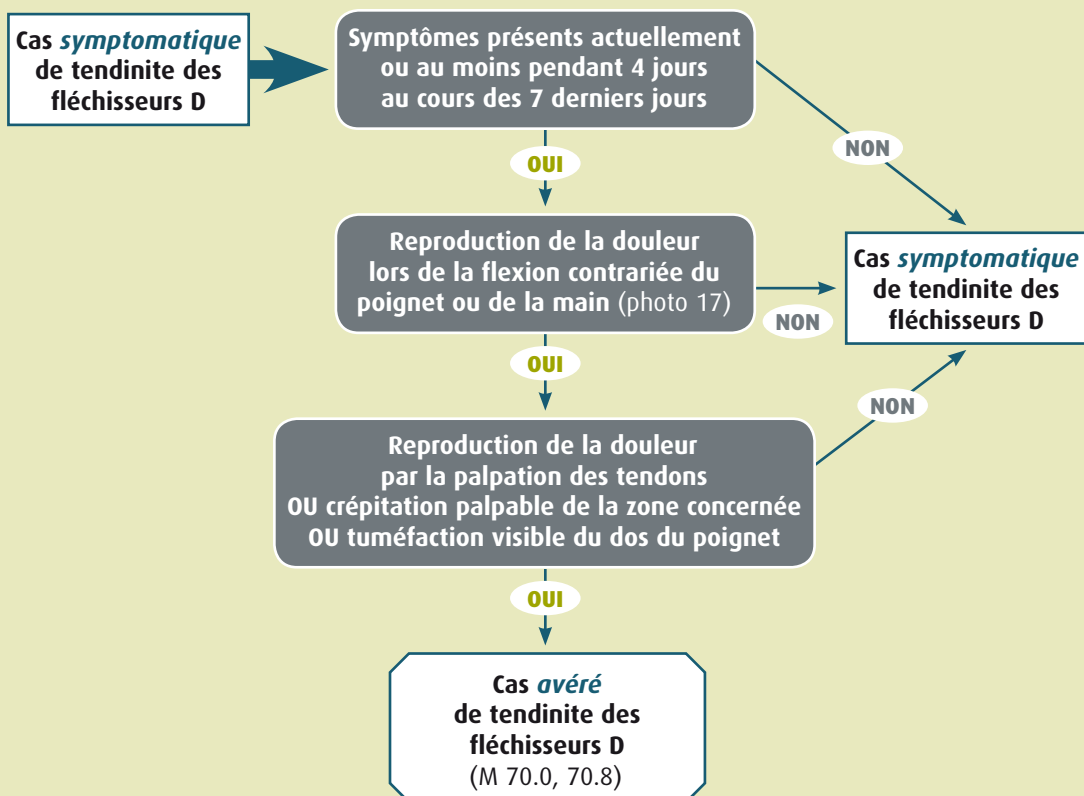 Cas symptomatique
de tendinite des
fléchisseurs D
Symptômes présents actuellement
ou au moins pendant 4 jours
au cours des 7 derniers jours
NON
OUI
Reproduction de la douleur
lors de la flexion contrariée du
poignet ou de la main (photo 17)
NON
Cas symptomatique
de tendinite des
fléchisseurs D
OUI
NON
Reproduction de la douleur
par la palpation des tendons
OU crépitation palpable de la zone concernée
OU tuméfaction visible du dos du poignet
OUI
Cas avéré
de tendinite des
fléchisseurs D
(M 70.0, 70.8)